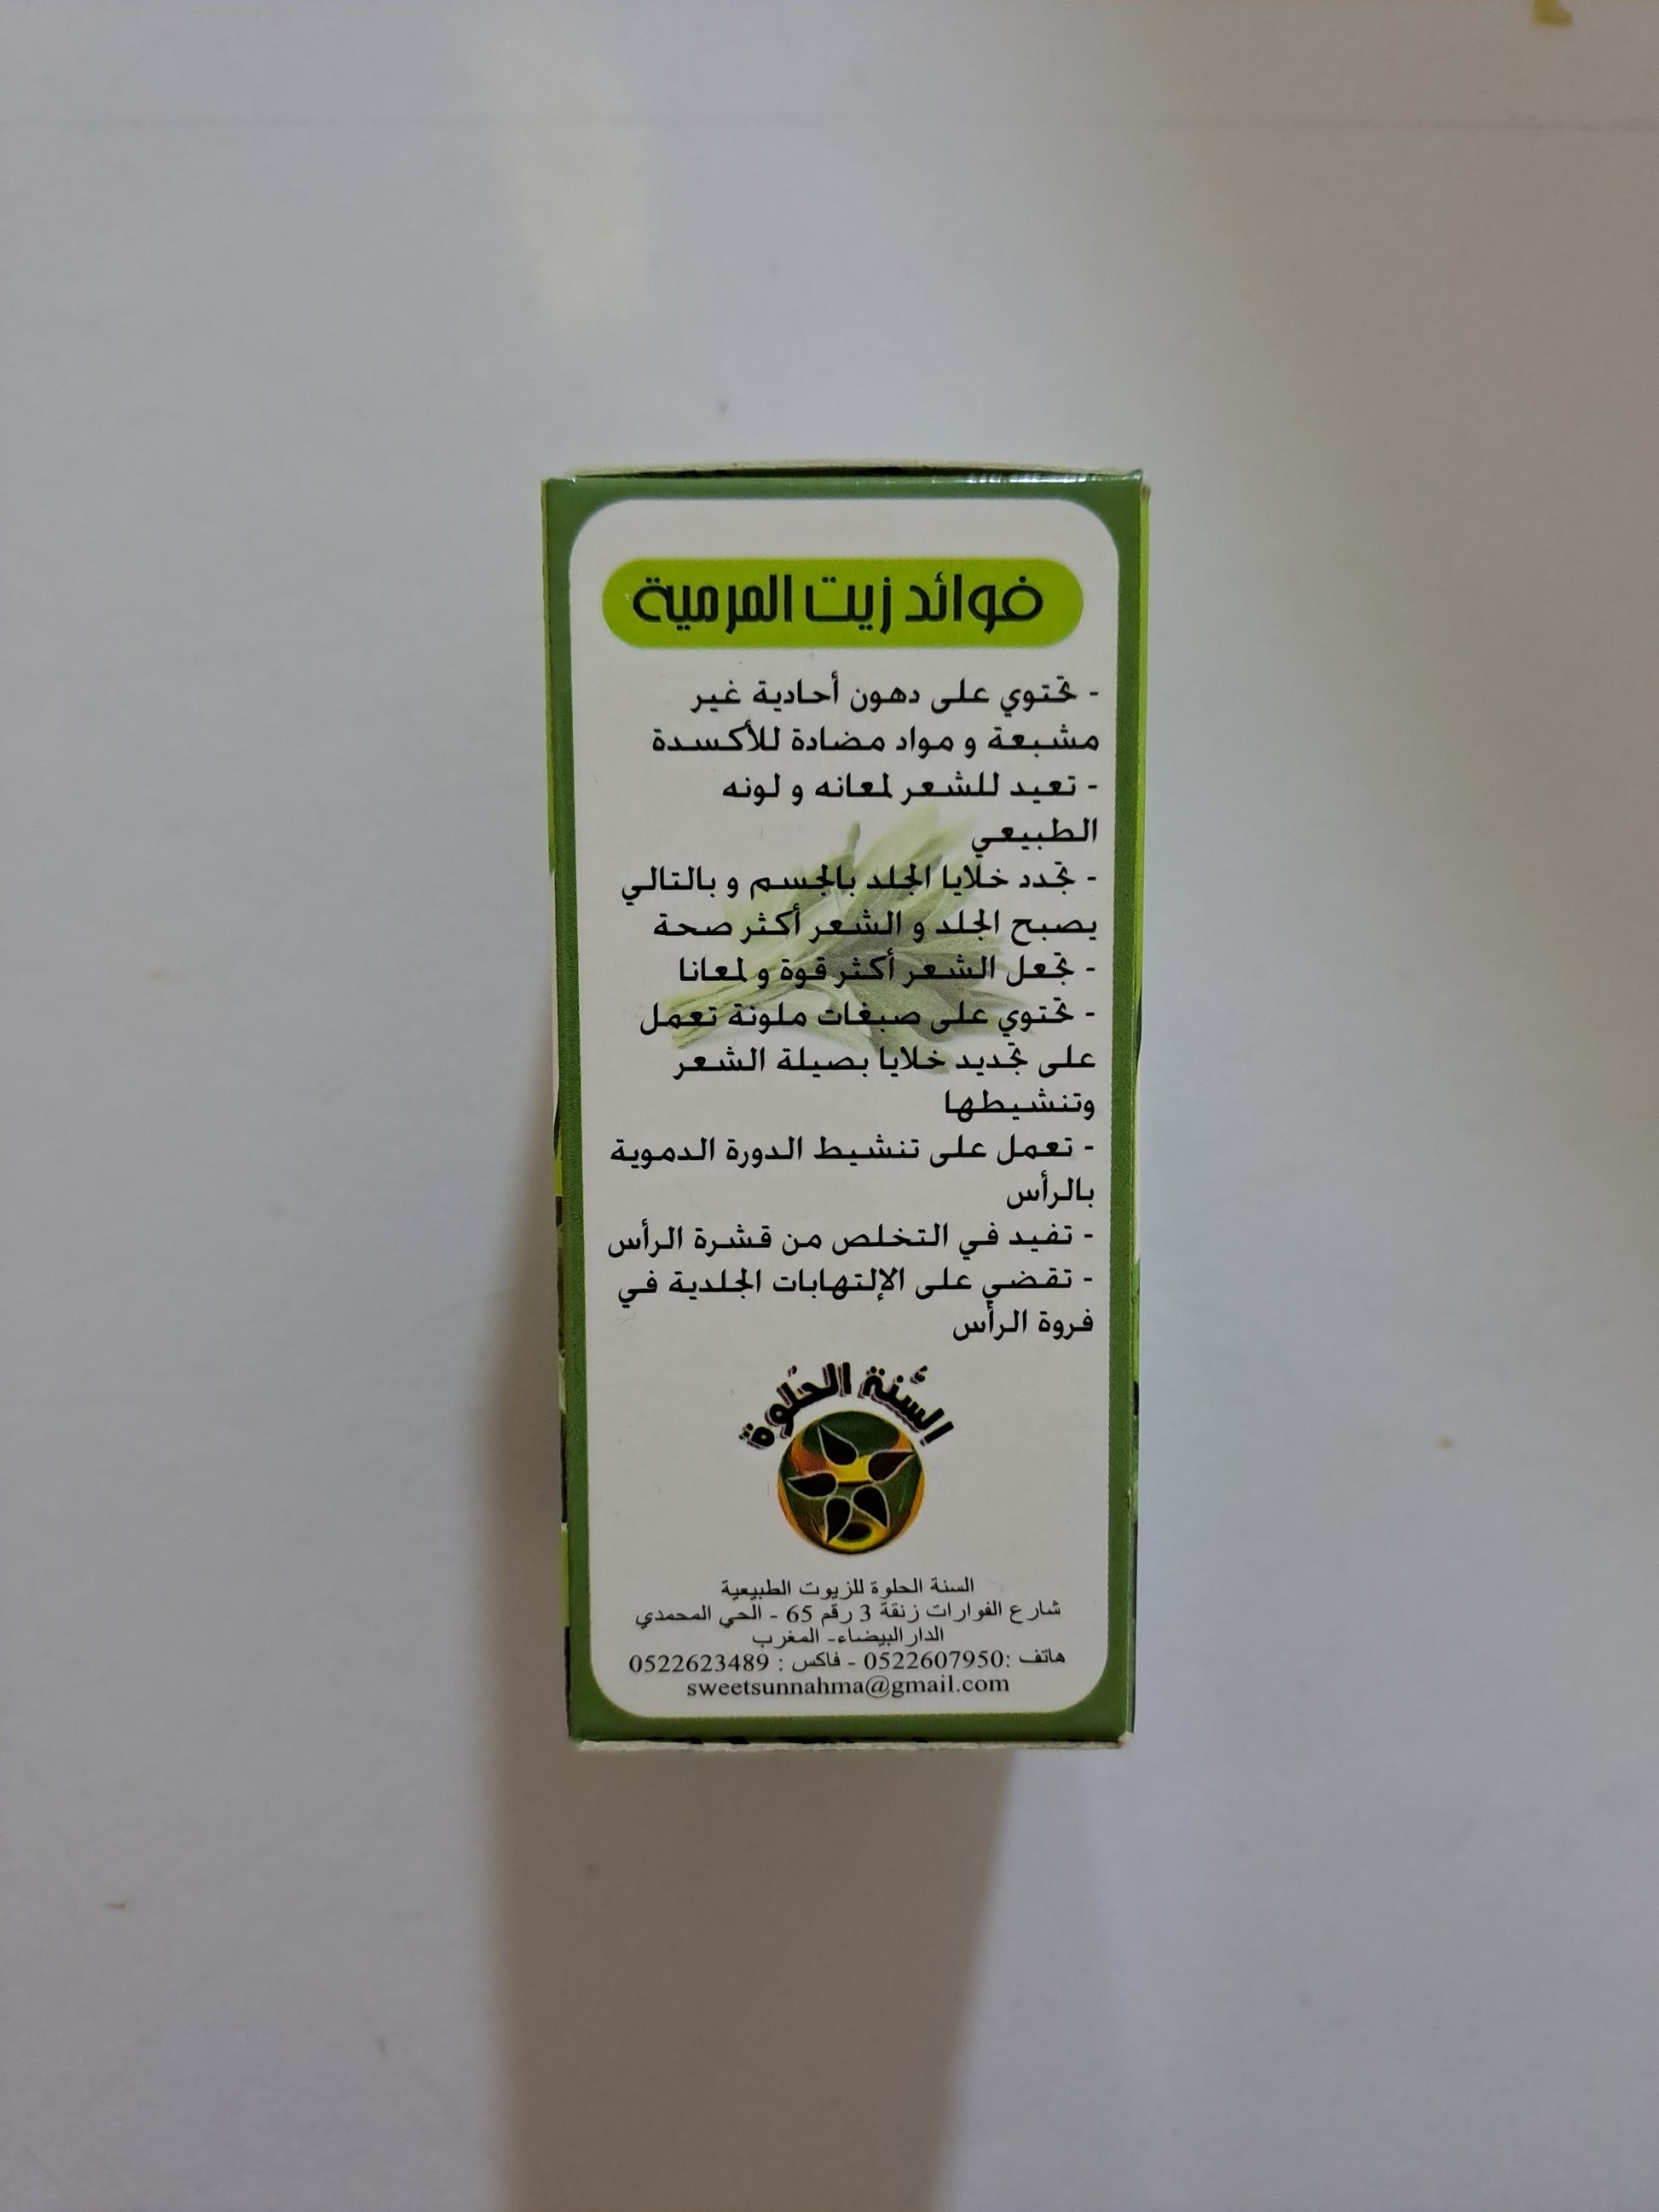 فوائد زيت المرمية
- تحتوي على دهون أحادية غير
مشبعة و مواد مضادة للأكسدة
- تعيد للشعر لمعانه و لونه
الطبيعي
- تجدد خلايا الجلد بالجسم و بالتالي
يصبح الجلد و الشعر أكثر صحة
- تجعل الشعر أكثر قوة و لمعانا
- تحتوي على صبغات ملونة تعمل
على تجديد خلايا بصيلة الشعر
وتنشيطها
- تعمل على تنشيط الدورة الدموية
بالرأس
- تفيد في التخلص من قشرة الرأس
- تقضي على الإلتهابات الجلدية في
فروة الرأس
السُنة الحُلوة
السنة الحلوة للزيوت الطبيعية
شارع الفوارات زنقة 3 رقم 65 - الحي المحمدي
الدار البيضاء- المغرب
هاتف :0522607950 - فاكس : 0522623489
sweetsunnahma@gmail.com